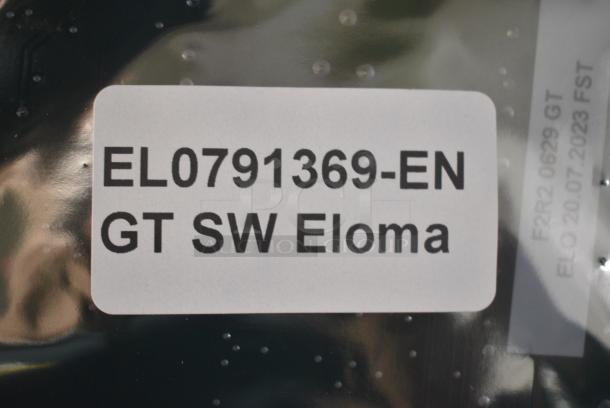 EL0791369-EN
GT SW Eloma
F2R2 0629 GT
ELO 20.07.2023 FST